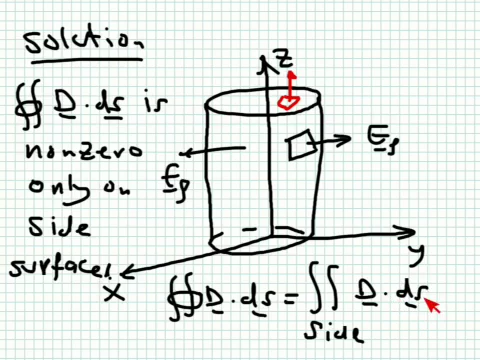 solution
∯ D · ds is
nonzero
only on
side
surface.
z
E_ρ
E_ρ
y
x
∯ D · ds = ∬ D · ds
side